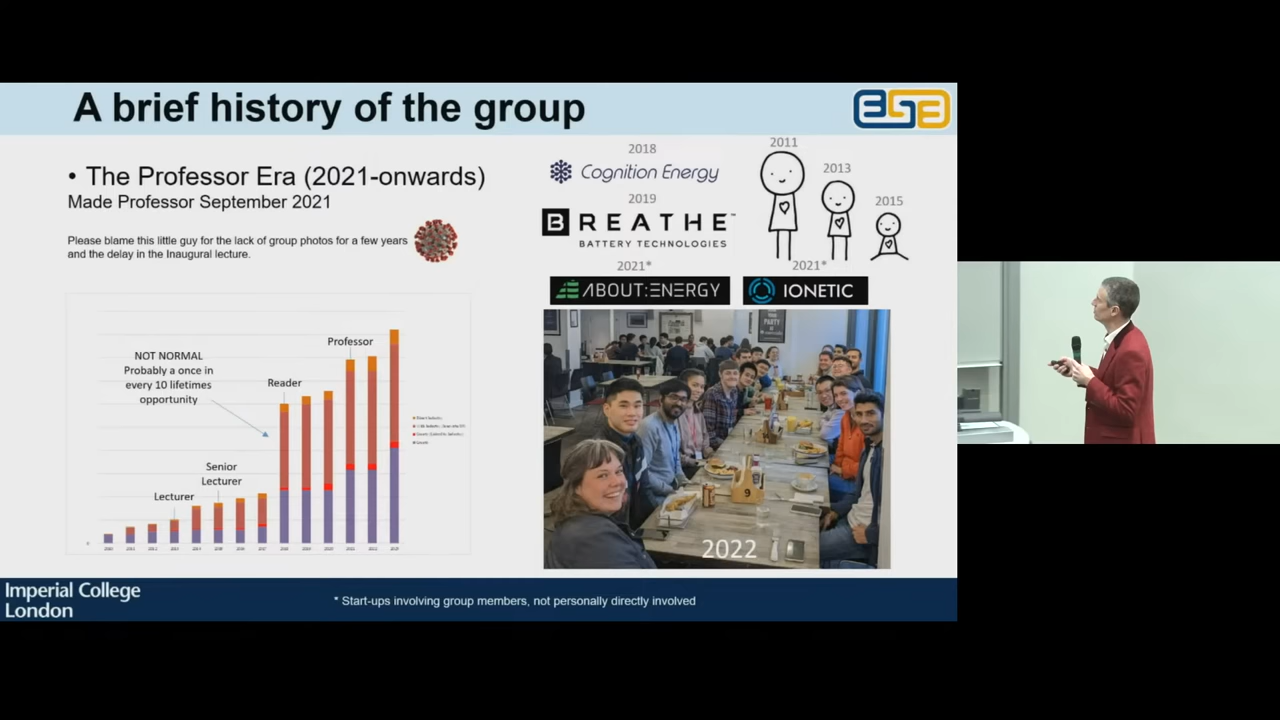 A brief history of the group
ESE
• The Professor Era (2021-onwards)
Made Professor September 2021
Please blame this little guy for the lack of group photos for a few years
and the delay in the Inaugural lecture.
NOT NORMAL
Probably a once in
every 10 lifetimes
opportunity
Lecturer
Senior
Lecturer
Reader
Professor
2018
Cognition Energy
2019
BREATHE™
BATTERY TECHNOLOGIES
2021*
ABOUT:ENERGY
2021*
IONETIC
2011
2013
2015
9
2022
Imperial College
London
* Start-ups involving group members, not personally directly involved